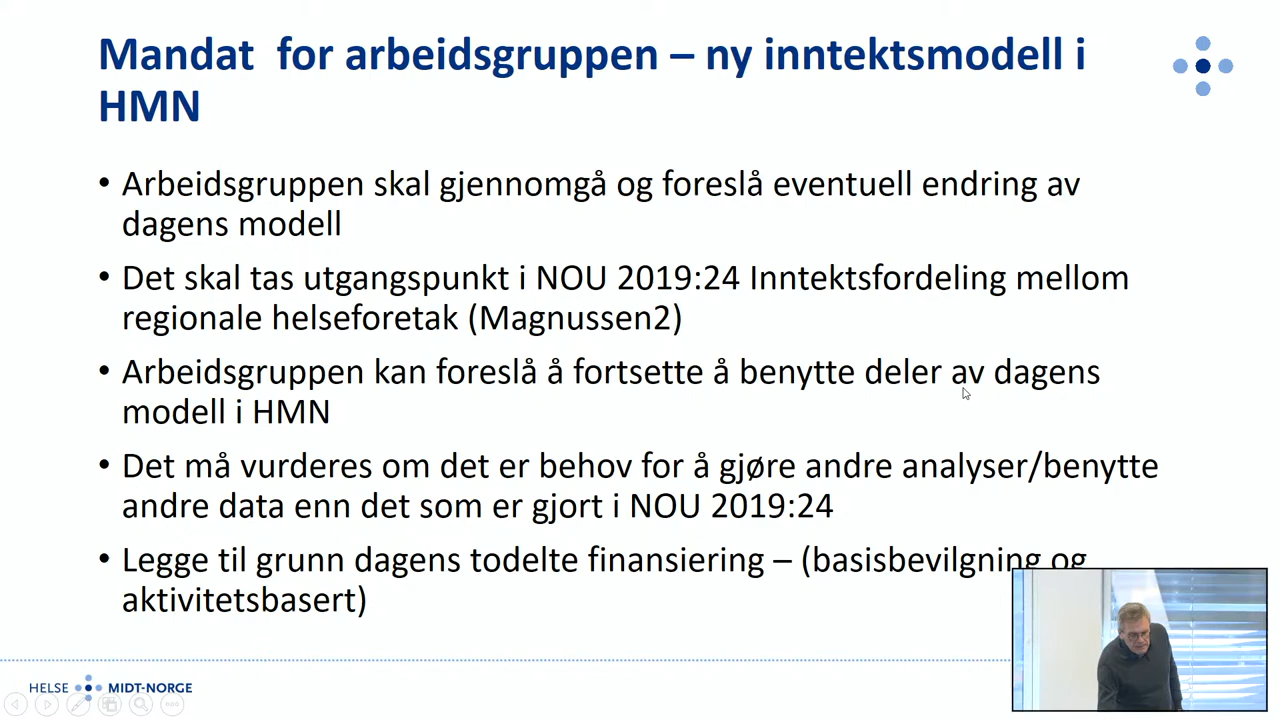 Mandat  for arbeidsgruppen – ny inntektsmodell i
HMN
• Arbeidsgruppen skal gjennomgå og foreslå eventuell endring av
dagens modell
• Det skal tas utgangspunkt i NOU 2019:24 Inntektsfordeling mellom
regionale helseforetak (Magnussen2)
• Arbeidsgruppen kan foreslå å fortsette å benytte deler av dagens
modell i HMN
• Det må vurderes om det er behov for å gjøre andre analyser/benytte
andre data enn det som er gjort i NOU 2019:24
• Legge til grunn dagens todelte finansiering – (basisbevilgning og
aktivitetsbasert)
HELSE MIDT-NORGE